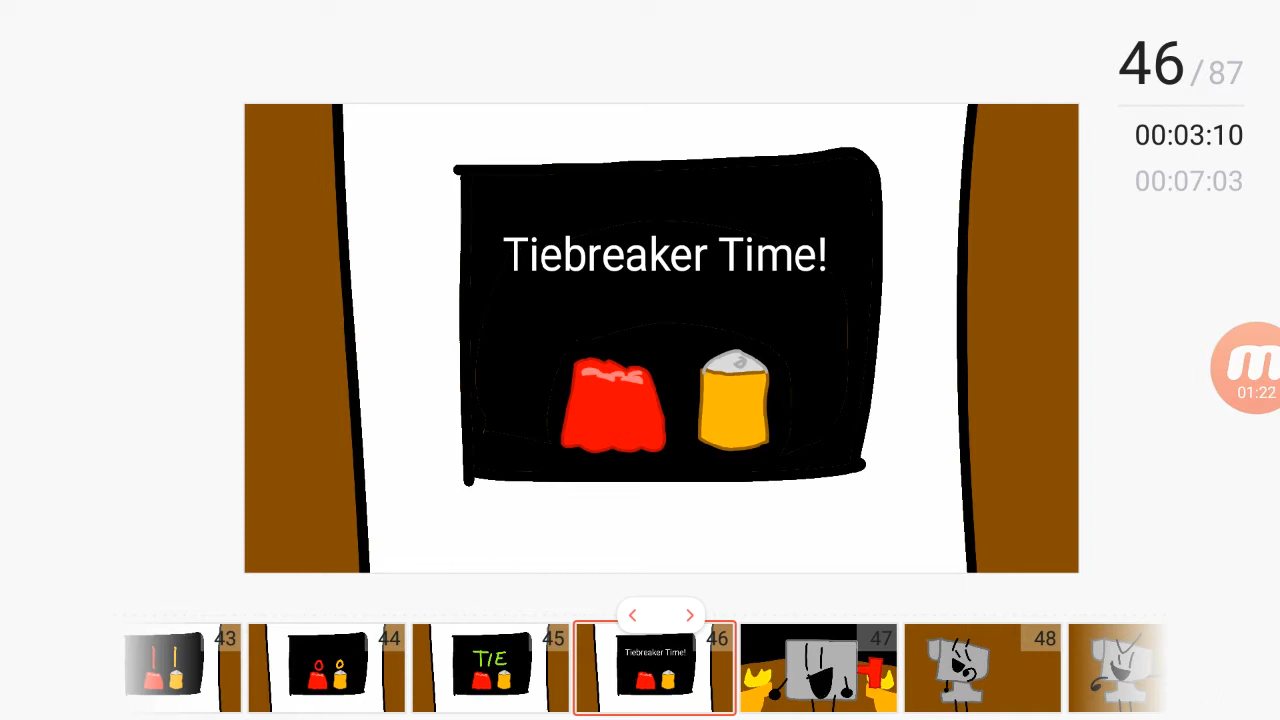 46 / 87
00:03:10
00:07:03
Tiebreaker Time!
m
01:22
43
44
45
TIE
46
Tiebreaker Time!
47
48